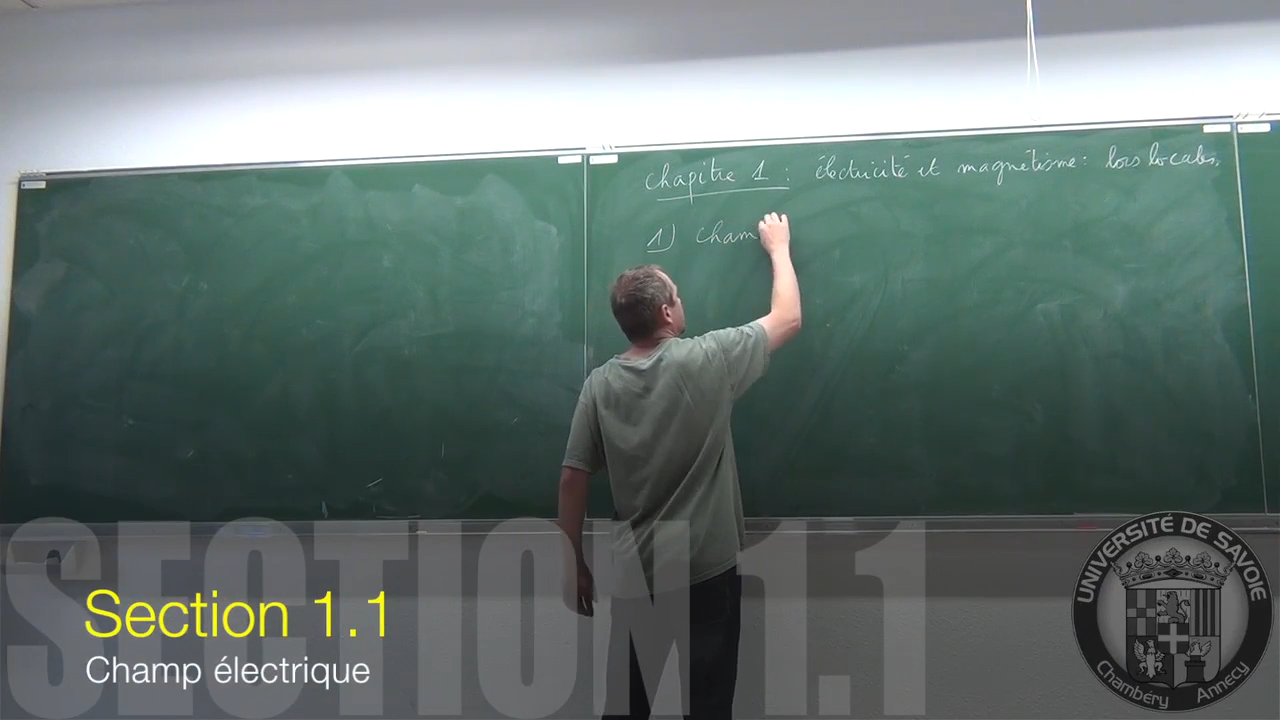 Chapitre 1 : électricité et magnétisme : lois locales.
1) Cham
SECTION 1.1
Section 1.1
Champ électrique
UNIVERSITÉ DE SAVOIE
Chambéry Annecy